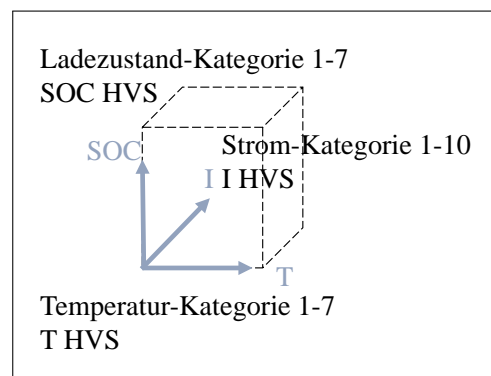 Ladezustand-Kategorie 1-7
SOC HVS
SOC
Strom-Kategorie 1-10
I
I HVS
T
Temperatur-Kategorie 1-7
T HVS